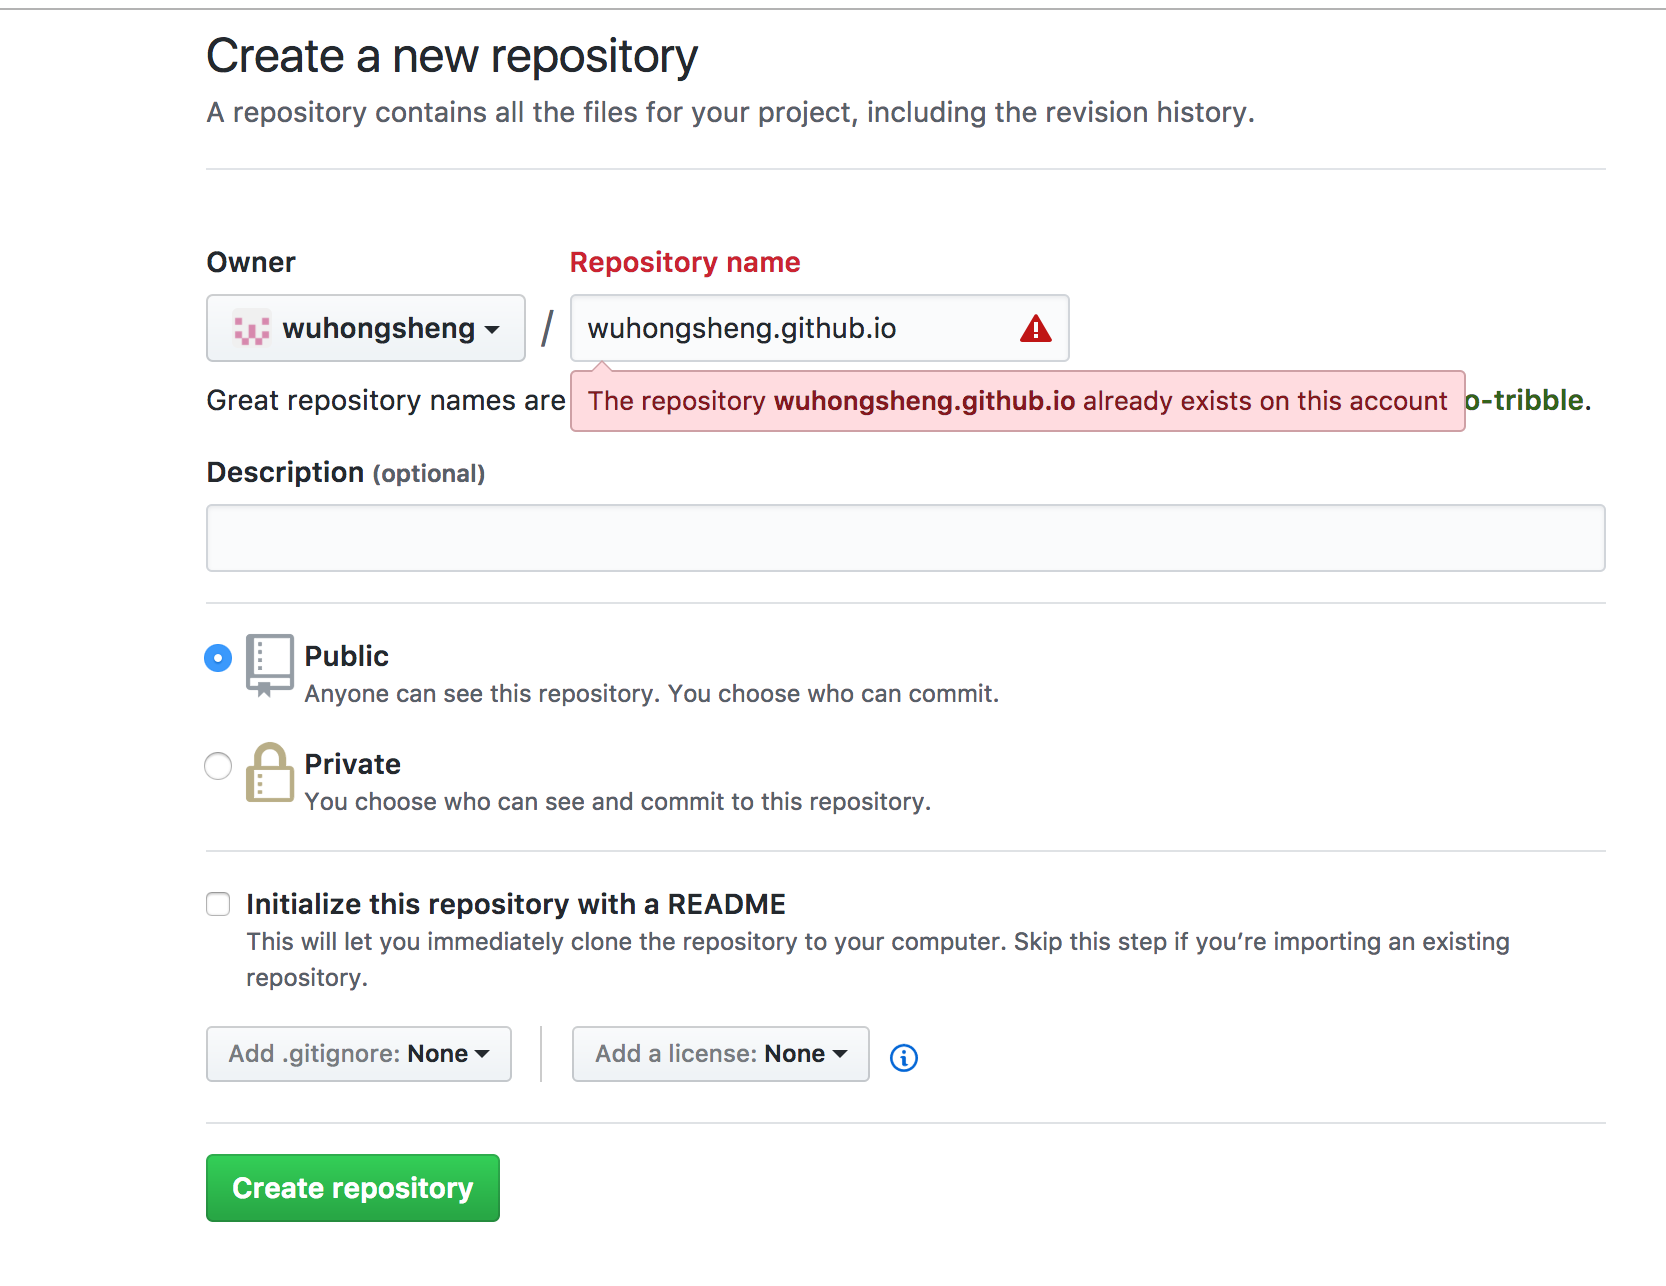 Create a new repository
A repository contains all the files for your project, including the revision history.
Owner
Repository name
wuhongsheng / wuhongsheng.github.io
Great repository names are
The repository wuhongsheng.github.io already exists on this account
o-tribble.
Description (optional)
Public
Anyone can see this repository. You choose who can commit.
Private
You choose who can see and commit to this repository.
Initialize this repository with a README
This will let you immediately clone the repository to your computer. Skip this step if you’re importing an existing
repository.
Add .gitignore: None
Add a license: None
Create repository